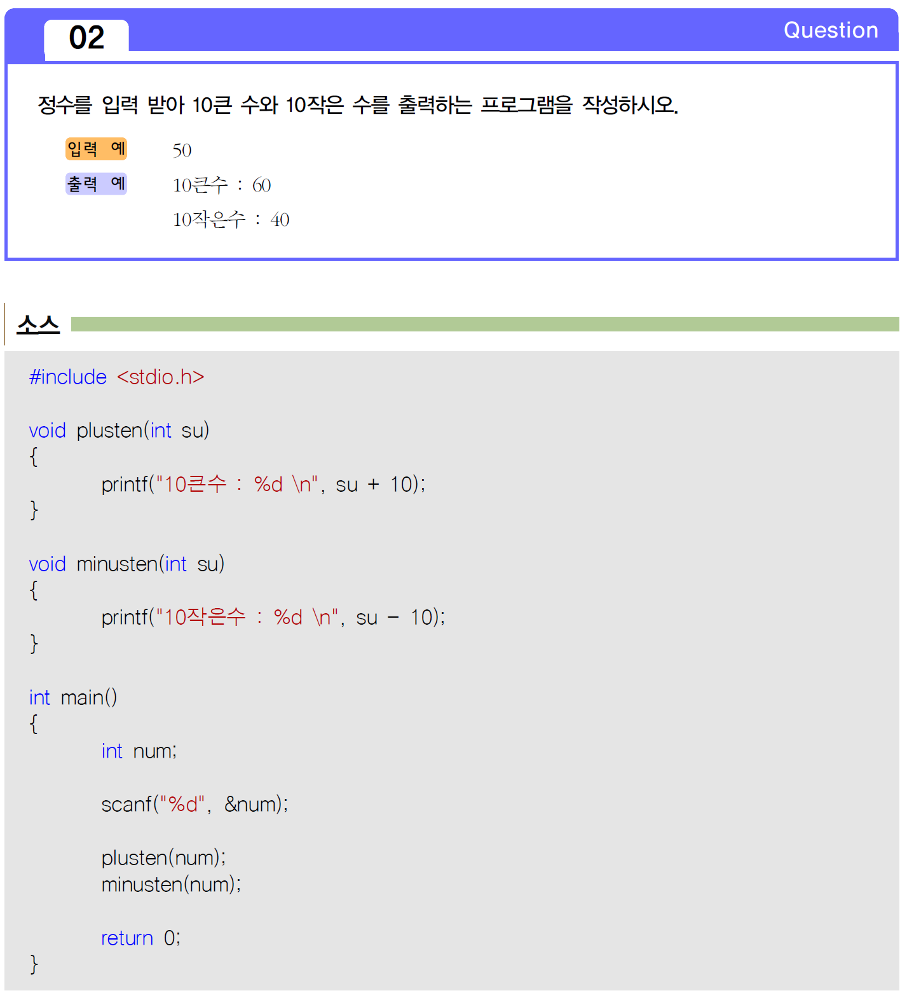 02
Question
정수를 입력 받아 10큰 수와 10작은 수를 출력하는 프로그램을 작성하시오.
입력 예 50
출력 예 10큰수 : 60
10작은수 : 40
소스
#include <stdio.h>
void plusten(int su)
{
printf("10큰수 : %d \n", su + 10);
}
void minusten(int su)
{
printf("10작은수 : %d \n", su - 10);
}
int main()
{
int num;
scanf("%d", &num);
plusten(num);
minusten(num);
return 0;
}